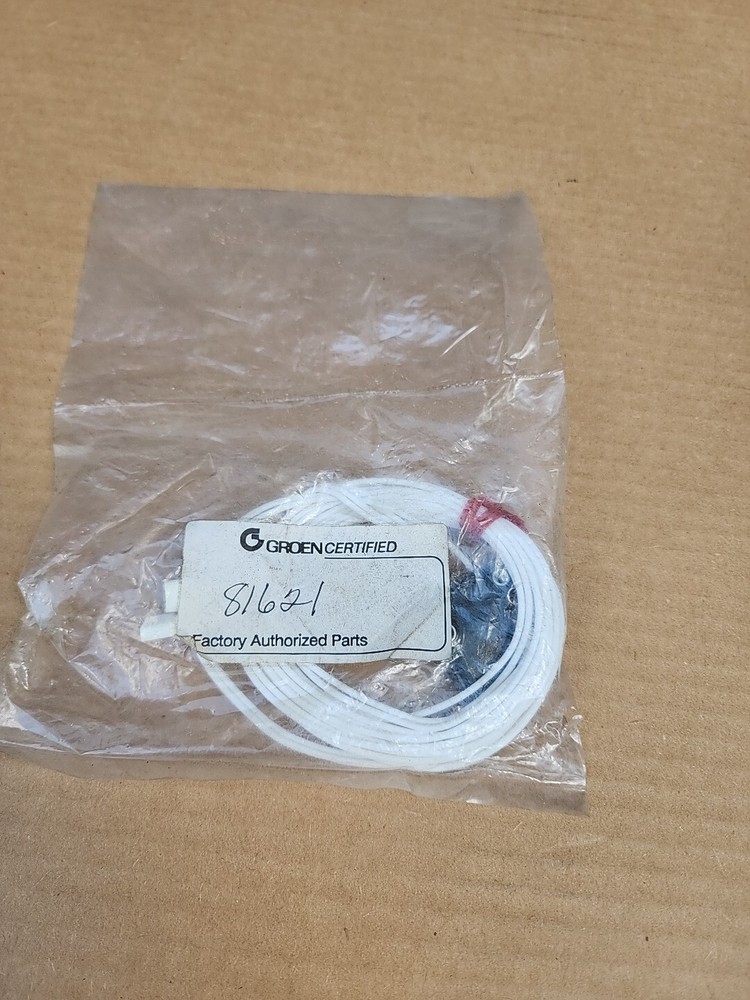 GROEN CERTIFIED
81621
Factory Authorized Parts